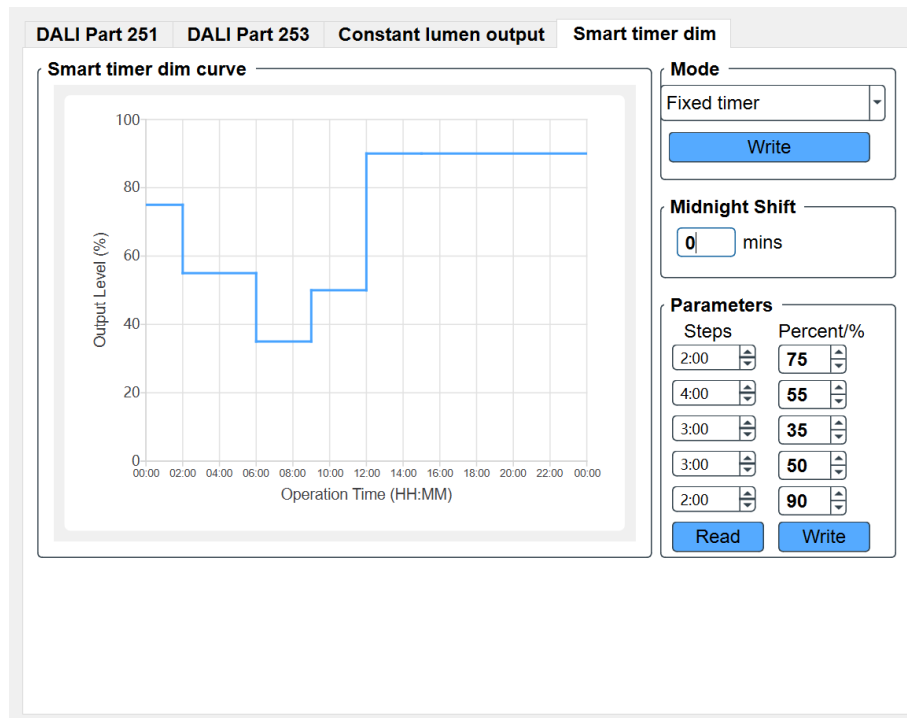 DALI Part 251 DALI Part 253 Constant lumen output Smart timer dim
Smart timer dim curve
100
80
60
40
20
0
Output Level (%)
00:00 02:00 04:00 06:00 08:00 10:00 12:00 14:00 16:00 18:00 20:00 22:00 00:00
Operation Time (HH:MM)
Mode
Fixed timer
Write
Midnight Shift
0 mins
Parameters
Steps Percent/%
2:00 75
4:00 55
3:00 35
3:00 50
2:00 90
Read Write